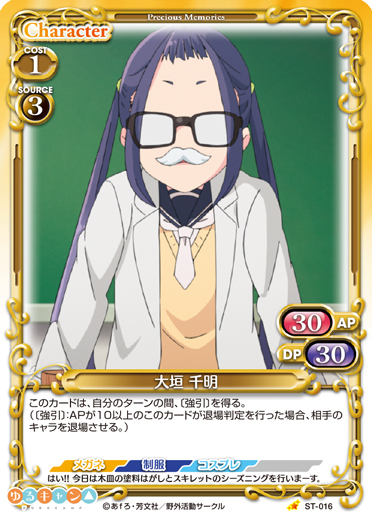 Precious Memories
Character
COST
1
SOURCE
3
30 AP
DP 30
大垣 千明
このカードは、自分のターンの間、〔強引〕を得る。
(〔強引〕:APが10以上のこのカードが退場判定を行った場合、相手の
キャラを退場させる。)
メガネ 制服 コスプレ
はい!! 今日は木皿の塗料はがしとスキレットのシーズニングを行いまーす。
ゆるキャン△
©あfろ・芳文社/野外活動サークル
ST-016